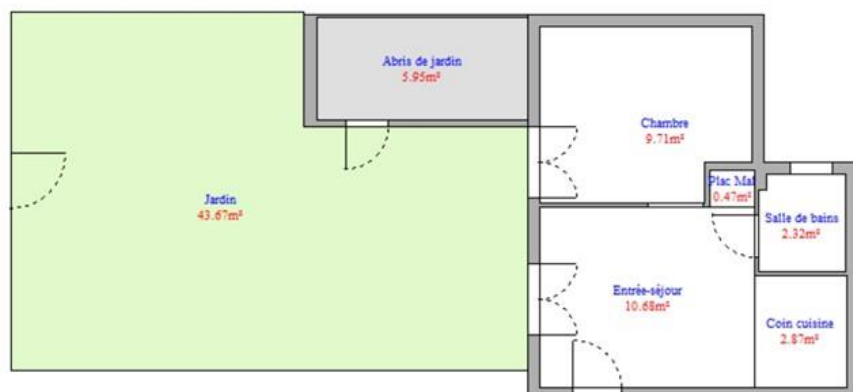 Abris de jardin
5.95m²
Chambre
9.71m²
Plac Mal
0.47m²
Jardin
43.67m²
Salle de bains
2.32m²
Entrée-séjour
10.68m²
Coin cuisine
2.87m²